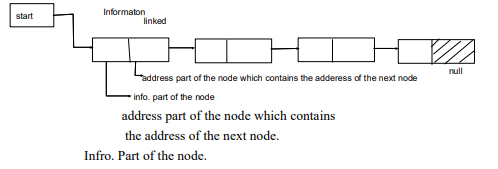 start
Informaton
linked
address part of the node which contains the adderess of the next node
null
info. part of the node
address part of the node which contains
the address of the next node.
Infro. Part of the node.